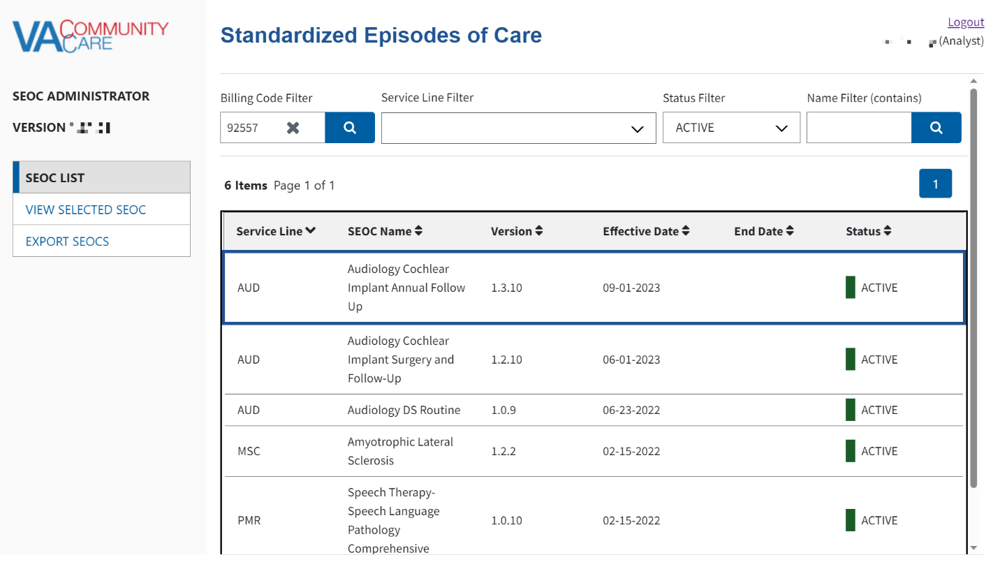 VA COMMUNITY CARE
Standardized Episodes of Care
Logout
(Analyst)
SEOC ADMINISTRATOR
VERSION
SEOC LIST
VIEW SELECTED SEOC
EXPORT SEOCS
Billing Code Filter Service Line Filter Status Filter Name Filter (contains)
92557 ACTIVE
6 Items Page 1 of 1
1
Service Line SEOC Name Version Effective Date End Date Status
Audiology Cochlear
AUD Implant Annual Follow 1.3.10 09-01-2023 ACTIVE
Up
Audiology Cochlear
AUD Implant Surgery and 1.2.10 06-01-2023 ACTIVE
Follow-Up
AUD Audiology DS Routine 1.0.9 06-23-2022 ACTIVE
Amyotrophic Lateral
MSC 1.2.2 02-15-2022 ACTIVE
Sclerosis
Speech Therapy-
Speech Language
PMR 1.0.10 02-15-2022 ACTIVE
Pathology
Comprehensive